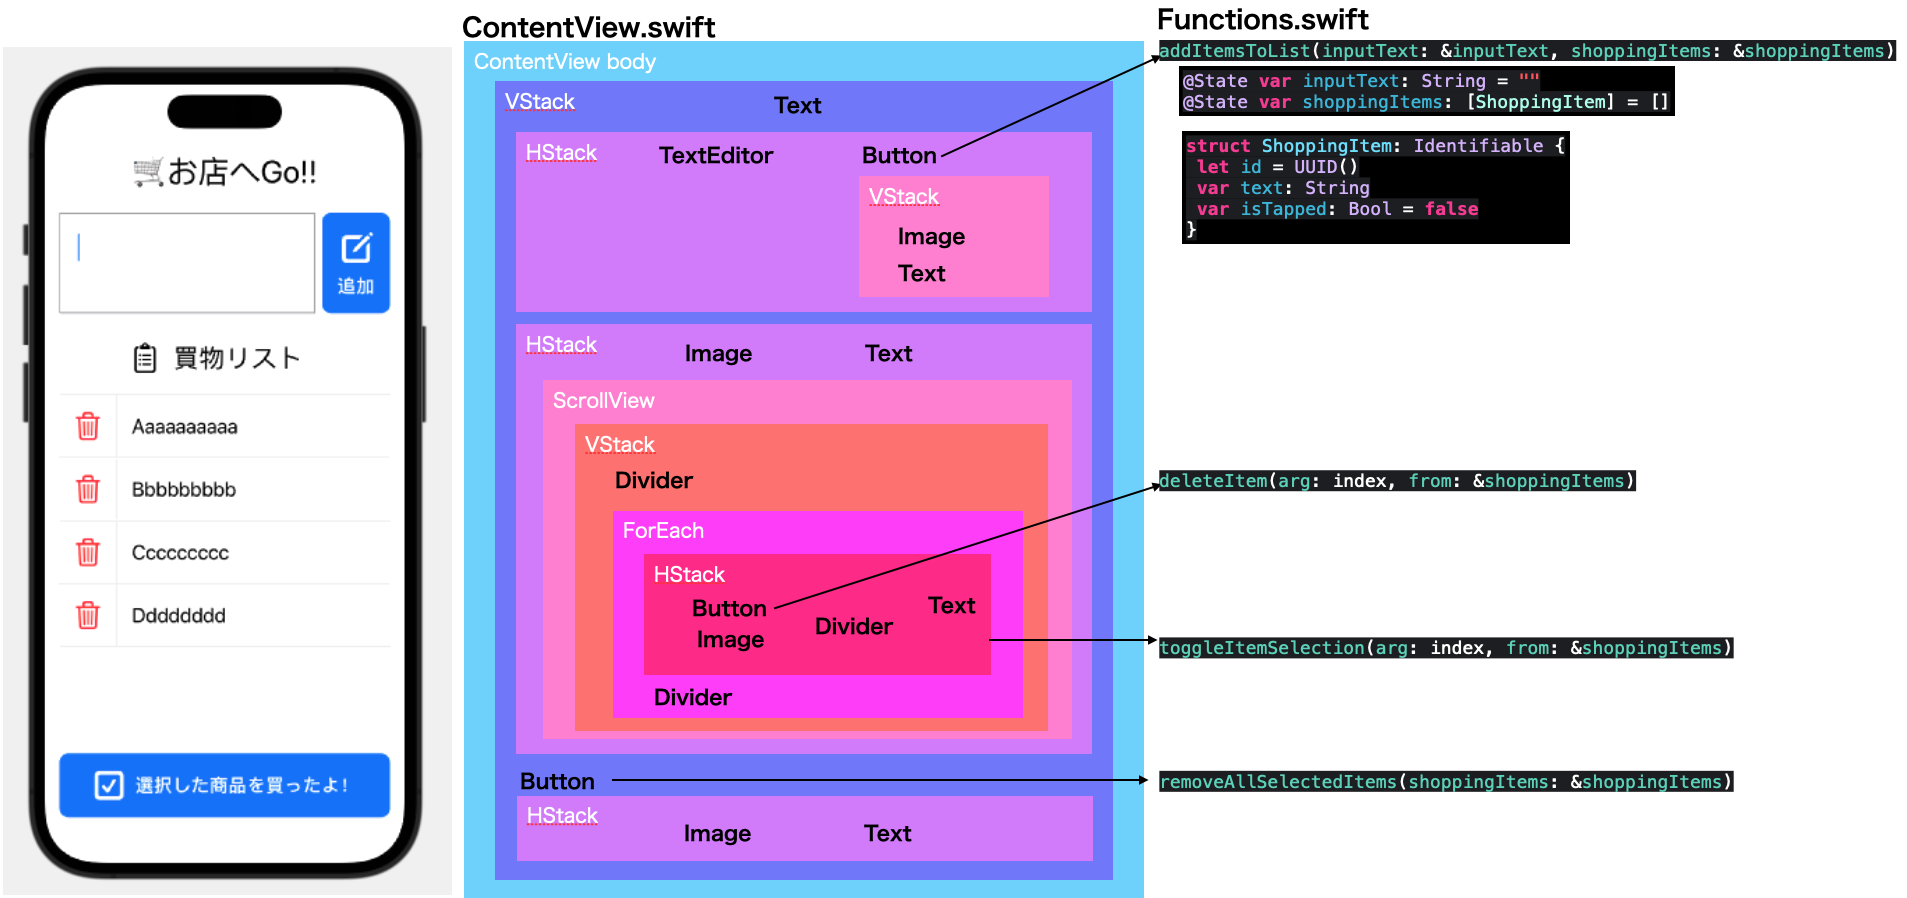 🛒お店へGo!!
追加
買物リスト
Aaaaaaaaaa
Bbbbbbbbbb
Cccccccccc
Dddddddd
選択した商品を買ったよ!
ContentView.swift
ContentView body
VStack
Text
HStack
TextEditor
Button
VStack
Image
Text
HStack
Image
Text
ScrollView
VStack
Divider
ForEach
HStack
Button
Image
Divider
Text
Divider
Button
HStack
Image
Text
Functions.swift
addItemsToList(inputText: &inputText, shoppingItems: &shoppingItems)
@State var inputText: String = ""
@State var shoppingItems: [ShoppingItem] = []
struct ShoppingItem: Identifiable {
let id = UUID()
var text: String
var isTapped: Bool = false
}
deleteItem(arg: index, from: &shoppingItems)
toggleItemSelection(arg: index, from: &shoppingItems)
removeAllSelectedItems(shoppingItems: &shoppingItems)